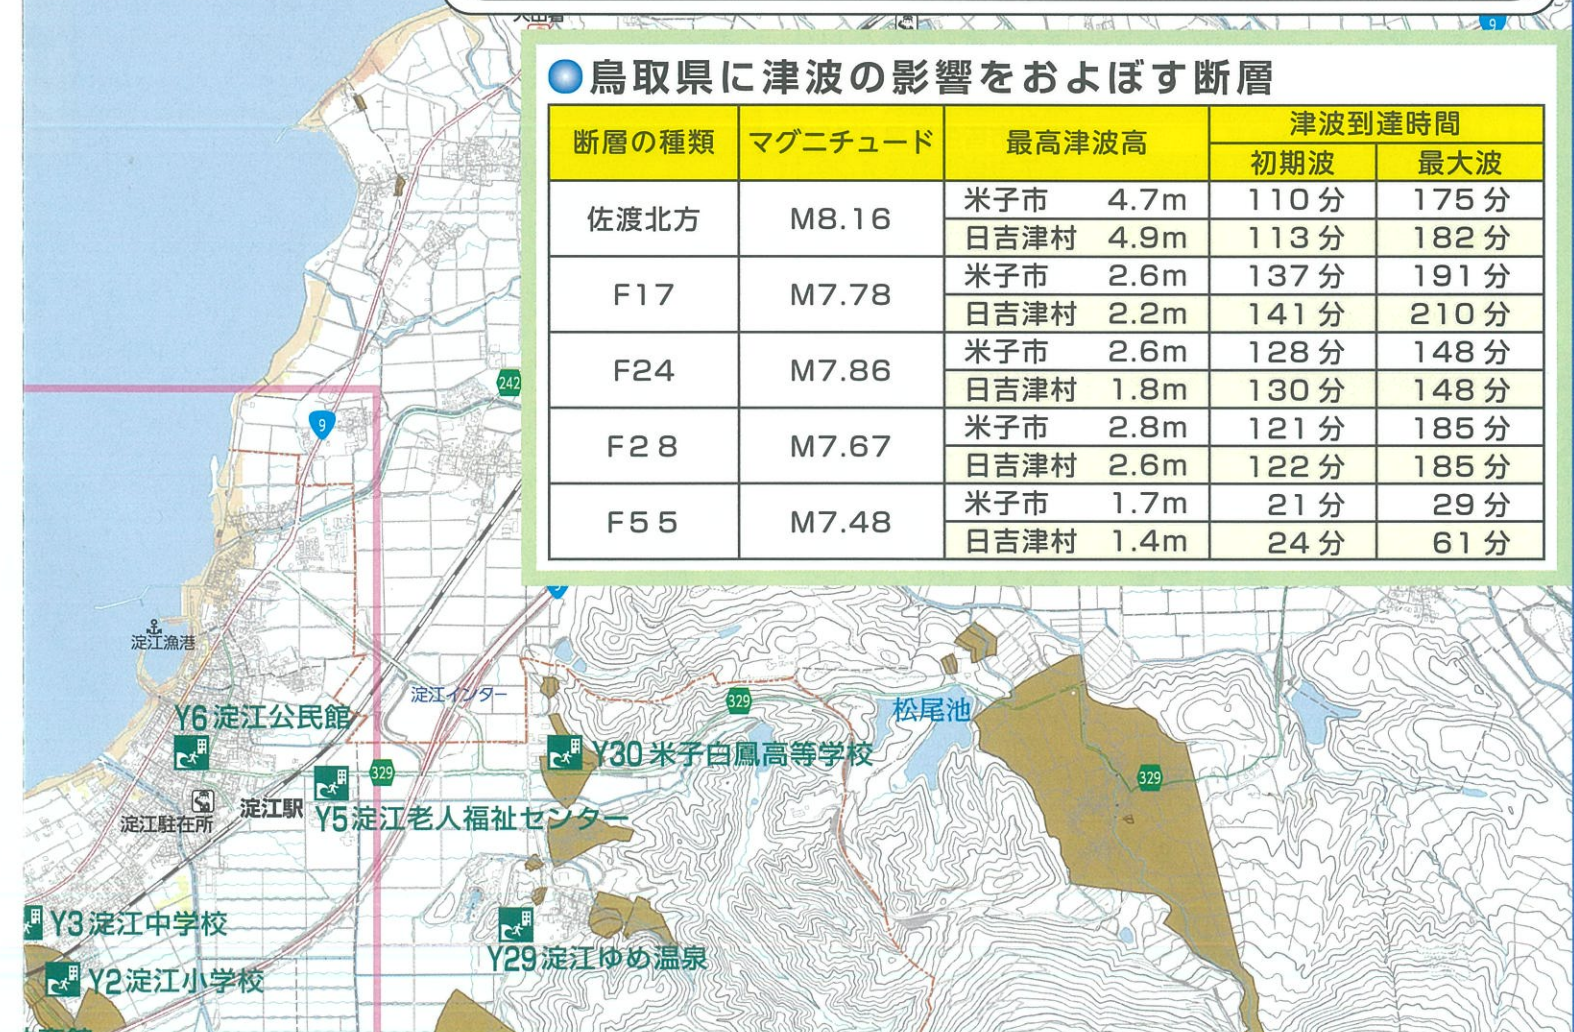 9
鳥取県に津波の影響をおよぼす断層
断層の種類 マグニチュード 最高津波高 津波到達時間
初期波 最大波
佐渡北方 M8.16 米子市 4.7m 110分 175分
日吉津村 4.9m 113分 182分
F17 M7.78 米子市 2.6m 137分 191分
日吉津村 2.2m 141分 210分
F24 M7.86 米子市 2.6m 128分 148分
日吉津村 1.8m 130分 148分
F28 M7.67 米子市 2.8m 121分 185分
日吉津村 2.6m 122分 185分
F55 M7.48 米子市 1.7m 21分 29分
日吉津村 1.4m 24分 61分
242
9
淀江漁港
淀江インター
329
松尾池
Y6 淀江公民館
Y30 米子白鳳高等学校
329
329
淀江駅
Y5 淀江老人福祉センター
淀江駐在所
Y3 淀江中学校
Y29 淀江ゆめ温泉
Y2 淀江小学校